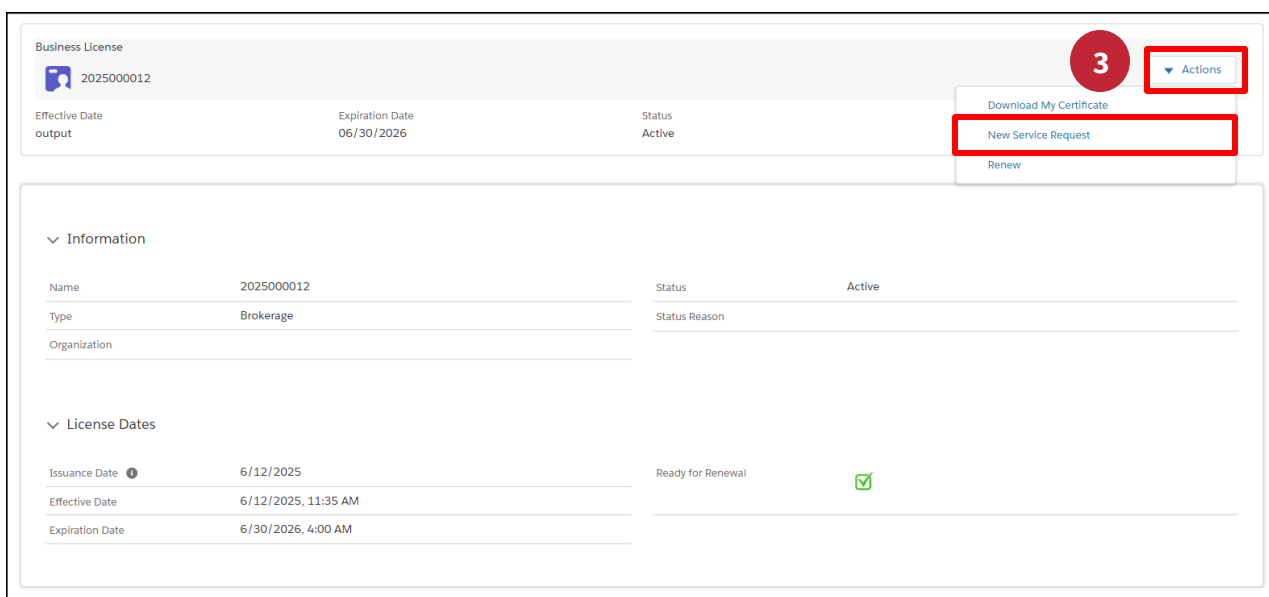 Business License
2025000012
3
Actions
Download My Certificate
New Service Request
Renew
Effective Date
output
Expiration Date
06/30/2026
Status
Active
Information
Name 2025000012
Type Brokerage
Organization
Status Active
Status Reason
License Dates
Issuance Date 6/12/2025
Effective Date 6/12/2025, 11:35 AM
Expiration Date 6/30/2026, 4:00 AM
Ready for Renewal